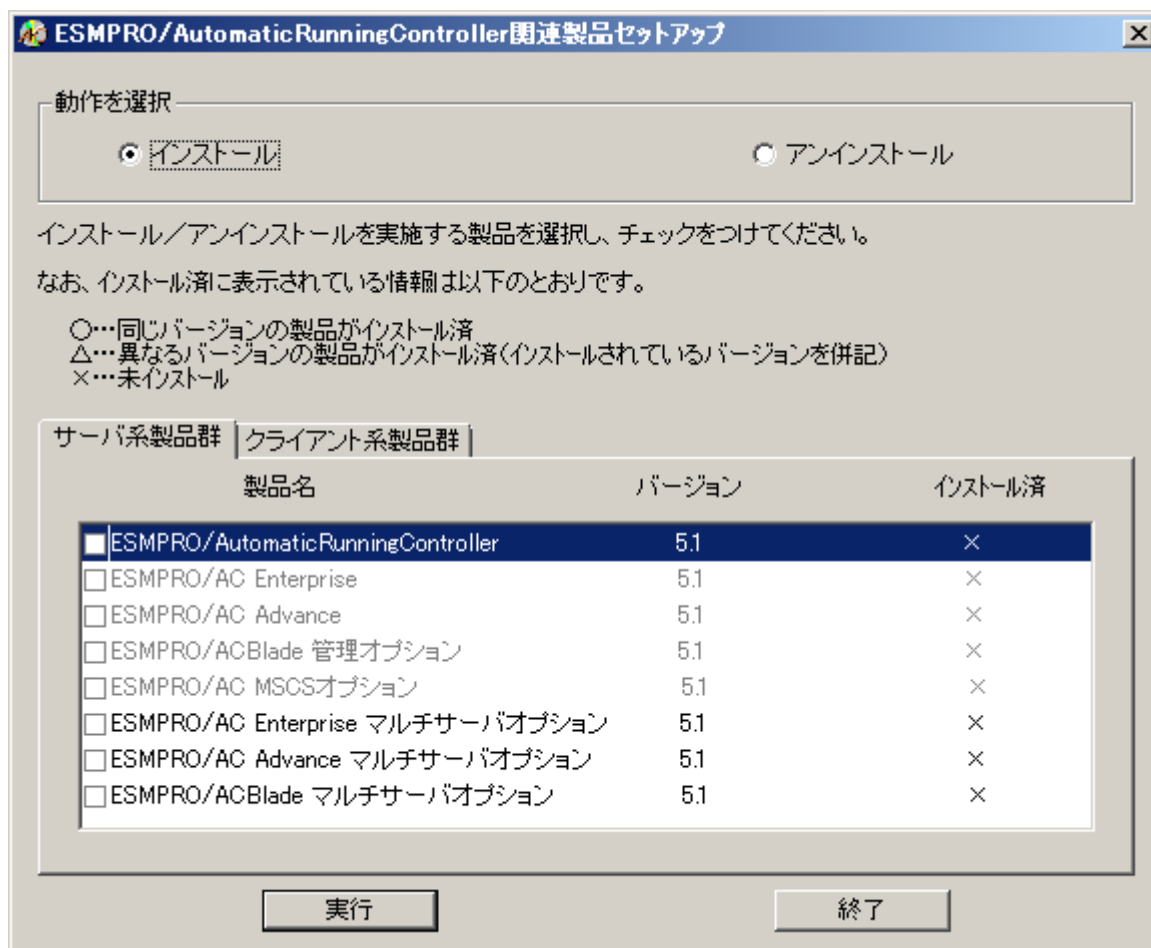 ESMPRO/AutomaticRunningController関連製品セットアップ
動作を選択
インストール アンインストール
インストール／アンインストールを実施する製品を選択し、チェックをつけてください。
なお、インストール済に表示されている情報は以下のとおりです。
○…同じバージョンの製品がインストール済
△…異なるバージョンの製品がインストール済(インストールされているバージョンを併記)
×…未インストール
サーバ系製品群 クライアント系製品群
製品名 バージョン インストール済
ESMPRO/AutomaticRunningController 5.1 ×
ESMPRO/AC Enterprise 5.1 ×
ESMPRO/AC Advance 5.1 ×
ESMPRO/ACBlade 管理オプション 5.1 ×
ESMPRO/AC MSCSオプション 5.1 ×
ESMPRO/AC Enterprise マルチサーバオプション 5.1 ×
ESMPRO/AC Advance マルチサーバオプション 5.1 ×
ESMPRO/ACBlade マルチサーバオプション 5.1 ×
実行 終了